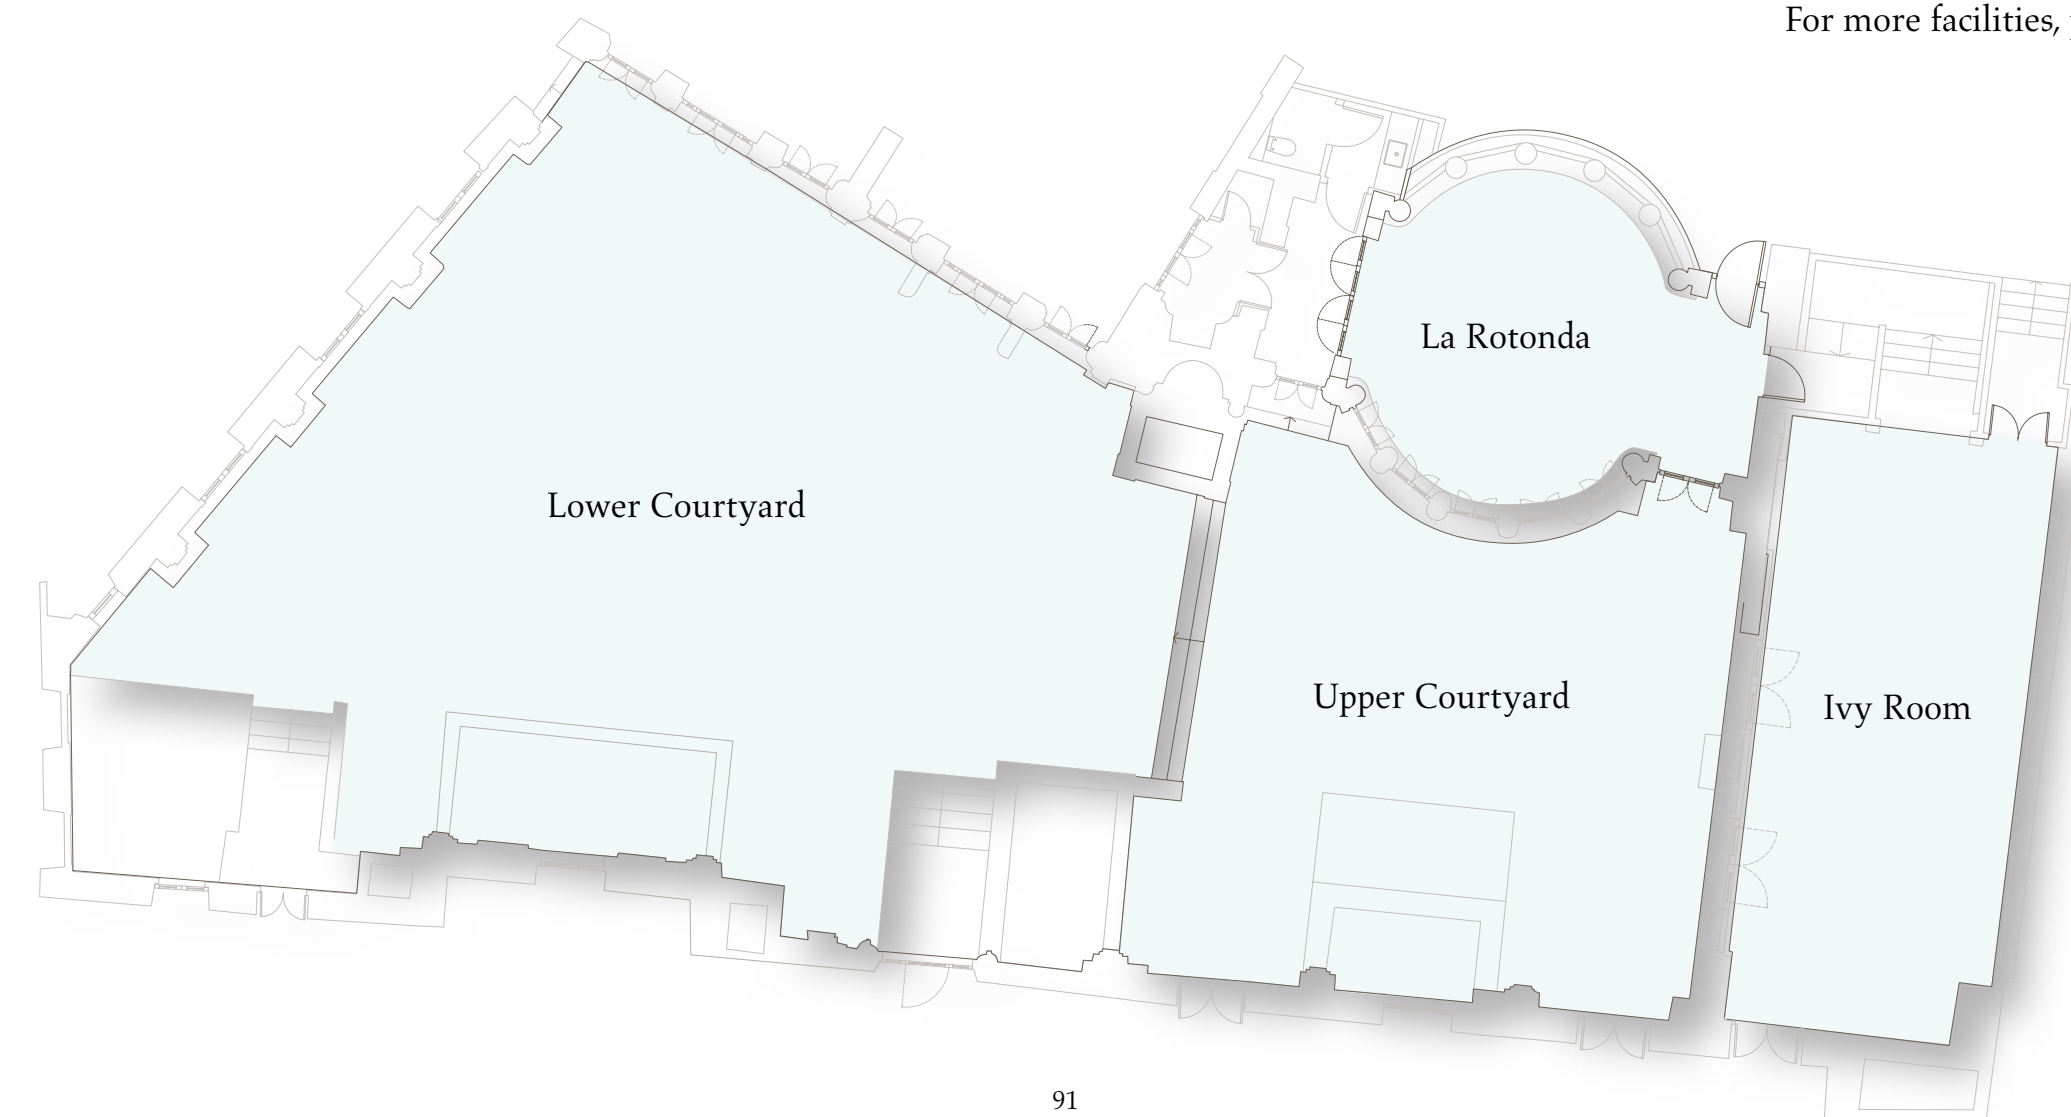 For more facilities,
La Rotonda
Lower Courtyard
Upper Courtyard
Ivy Room
91